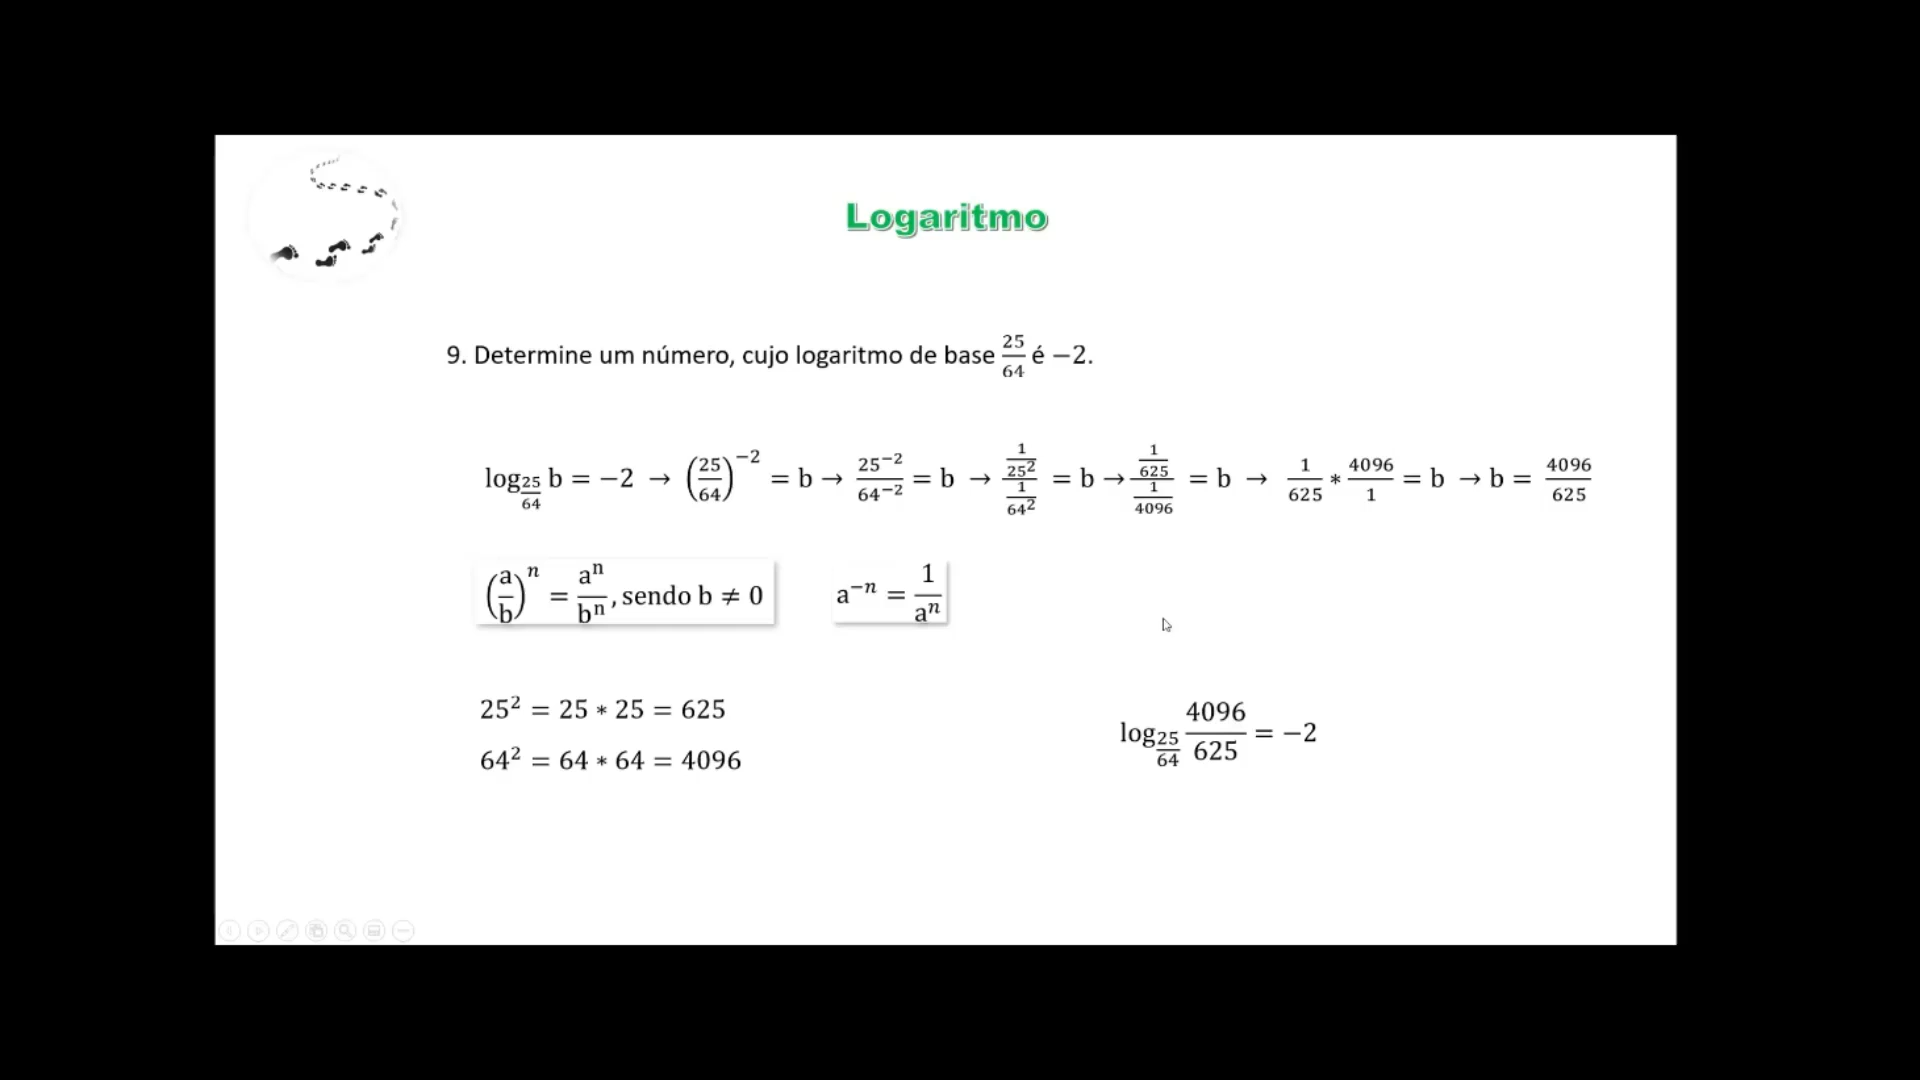 Logaritmo
9. Determine um número, cujo logaritmo de base 25/64 é −2.
log_(25/64) b = −2 → (25/64)^−2 = b → 25^−2/64^−2 = b → (1/25²)/(1/64²) = b → (1/625)/(1/4096) = b → 1/625 * 4096/1 = b → b = 4096/625
(a/b)^n = a^n/b^n, sendo b ≠ 0
a^−n = 1/a^n
25² = 25 * 25 = 625
64² = 64 * 64 = 4096
log_(25/64) 4096/625 = −2